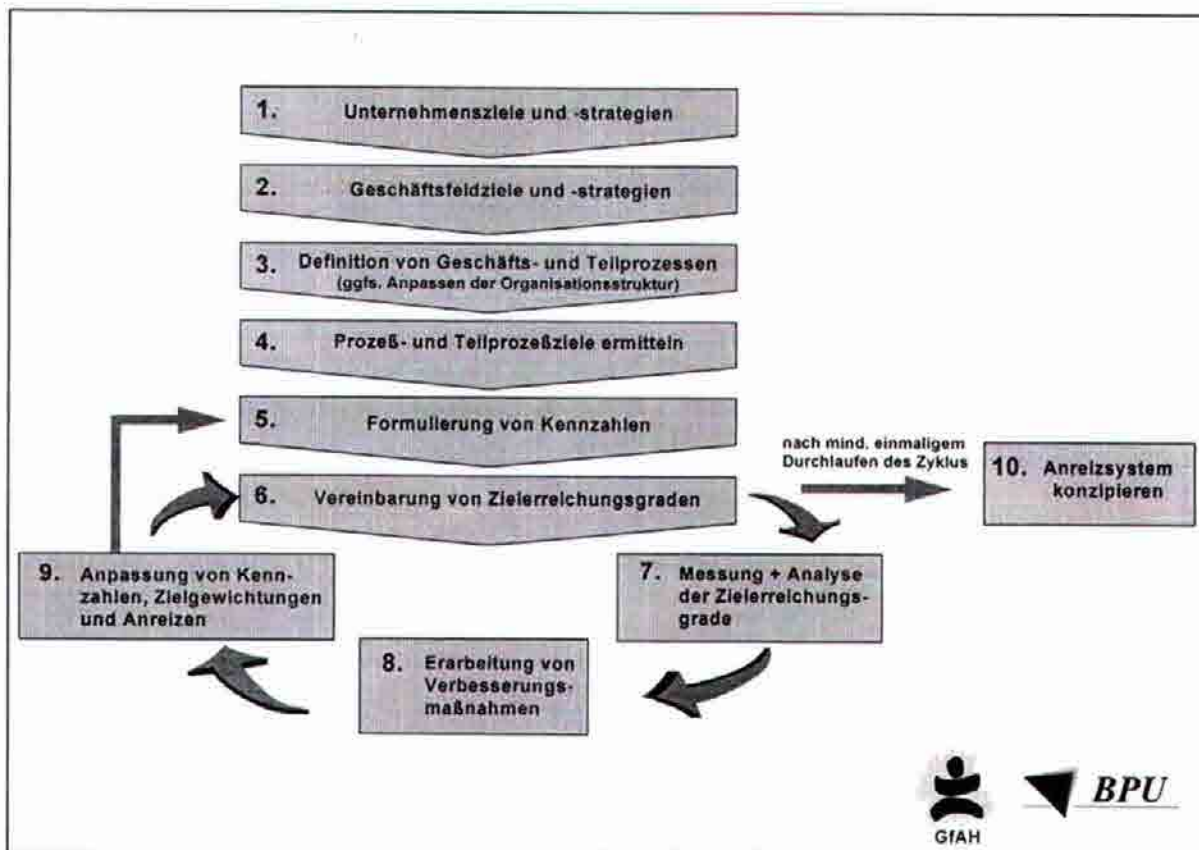 1. Unternehmensziele und -strategien
2. Geschäftsfeldziele und -strategien
3. Definition von Geschäfts- und Teilprozessen
(ggfs. Anpassen der Organisationsstruktur)
4. Prozeß- und Teilprozeßziele ermitteln
5. Formulierung von Kennzahlen
6. Vereinbarung von Zielerreichungsgraden
nach mind. einmaligem
Durchlaufen des Zyklus
10. Anreizsystem
konzipieren
7. Messung + Analyse
der Zielerreichungs-
grade
8. Erarbeitung von
Verbesserungs-
maßnahmen
9. Anpassung von Kenn-
zahlen, Zielgewichtungen
und Anreizen
GfAH
BPU